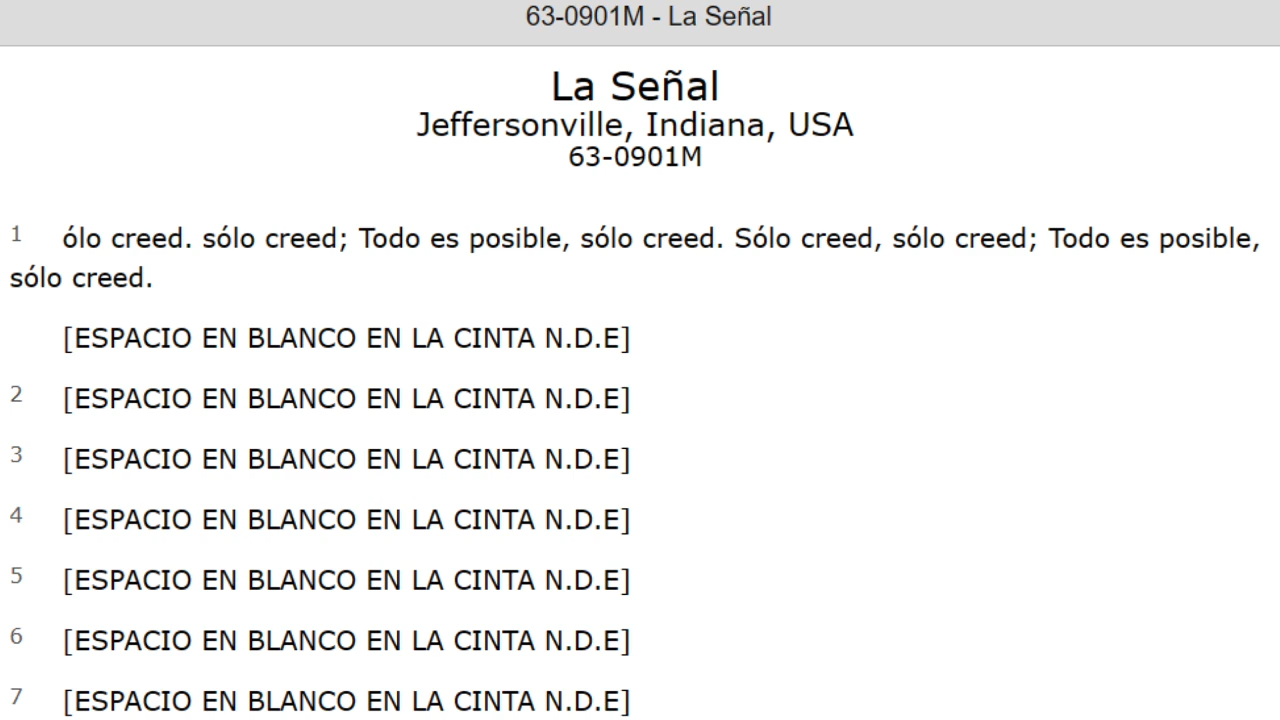 63-0901M - La Señal
La Señal
Jeffersonville, Indiana, USA
63-0901M
1 ólo creed. sólo creed; Todo es posible, sólo creed. Sólo creed, sólo creed; Todo es posible,
sólo creed.
[ESPACIO EN BLANCO EN LA CINTA N.D.E]
2 [ESPACIO EN BLANCO EN LA CINTA N.D.E]
3 [ESPACIO EN BLANCO EN LA CINTA N.D.E]
4 [ESPACIO EN BLANCO EN LA CINTA N.D.E]
5 [ESPACIO EN BLANCO EN LA CINTA N.D.E]
6 [ESPACIO EN BLANCO EN LA CINTA N.D.E]
7 [ESPACIO EN BLANCO EN LA CINTA N.D.E]